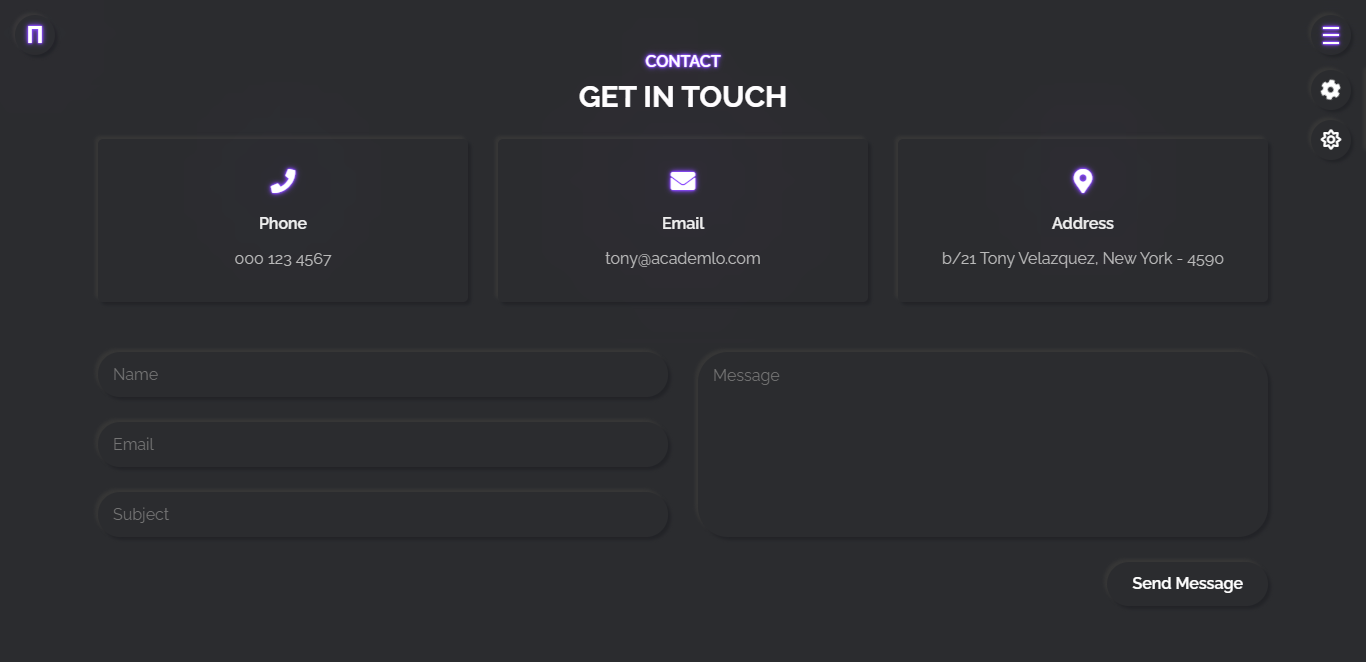 П
CONTACT
GET IN TOUCH
Phone
000 123 4567
Email
tony@academlo.com
Address
b/21 Tony Velazquez, New York - 4590
Name
Email
Subject
Message
Send Message